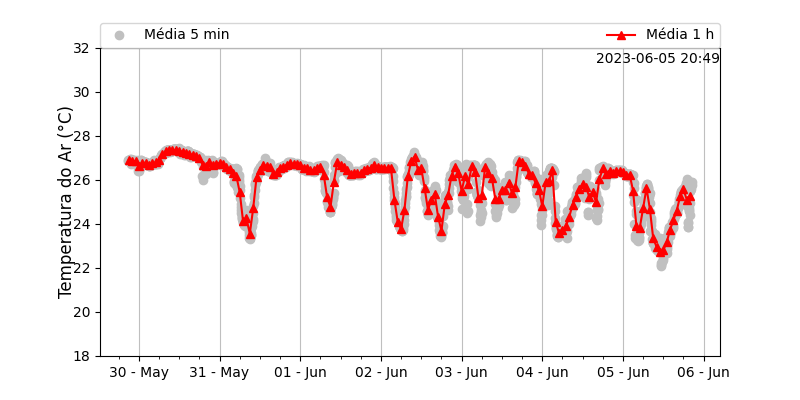 Média 5 min
Média 1 h
2023-06-05 20:49
Temperatura do Ar (°C)
32
30
28
26
24
22
20
18
30 - May
31 - May
01 - Jun
02 - Jun
03 - Jun
04 - Jun
05 - Jun
06 - Jun